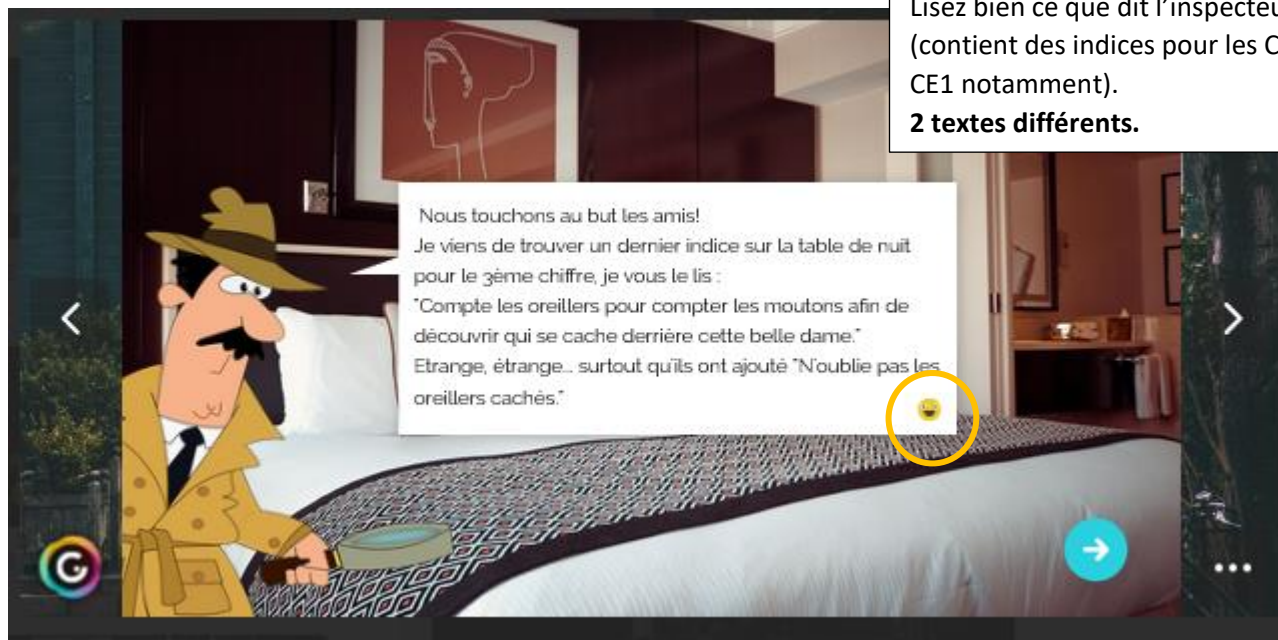 Lisez bien ce que dit l'inspecteu
(contient des indices pour les C
CE1 notamment).
2 textes différents.
Nous touchons au but les amis!
Je viens de trouver un dernier indice sur la table de nuit
pour le 3ème chiffre, je vous le lis :
"Compte les oreillers pour compter les moutons afin de
découvrir qui se cache derrière cette belle dame."
Etrange, étrange... surtout qu'ils ont ajouté "N'oublie pas les
oreillers cachés."
G